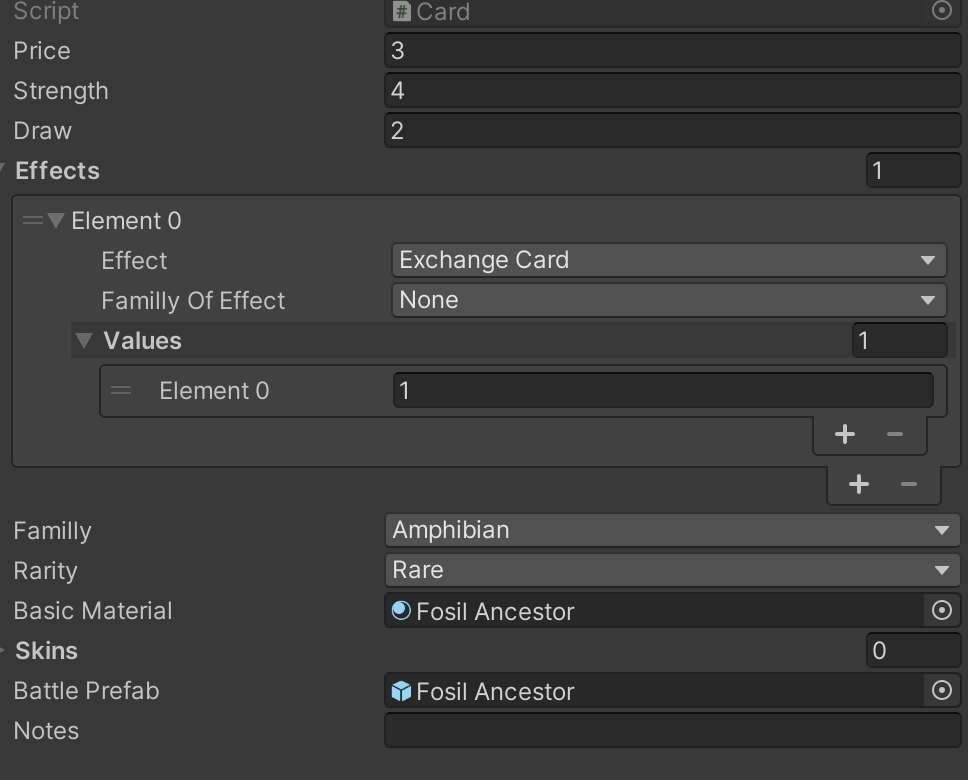 Script # Card
Price 3
Strength 4
Draw 2
Effects 1
Element 0
Effect Exchange Card
Familly Of Effect None
Values 1
Element 0 1
+ −
+ −
Familly Amphibian
Rarity Rare
Basic Material Fosil Ancestor
Skins 0
Battle Prefab Fosil Ancestor
Notes